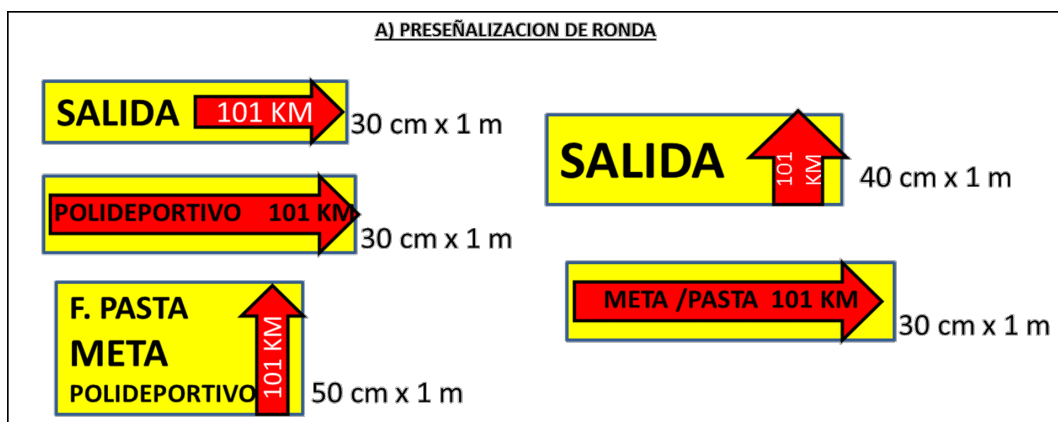 A) PRESEÑALIZACION DE RONDA
SALIDA 101 KM
30 cm x 1 m
POLIDEPORTIVO 101 KM
30 cm x 1 m
F. PASTA
META
POLIDEPORTIVO
101 KM
50 cm x 1 m
SALIDA
101
KM
40 cm x 1 m
META /PASTA 101 KM
30 cm x 1 m